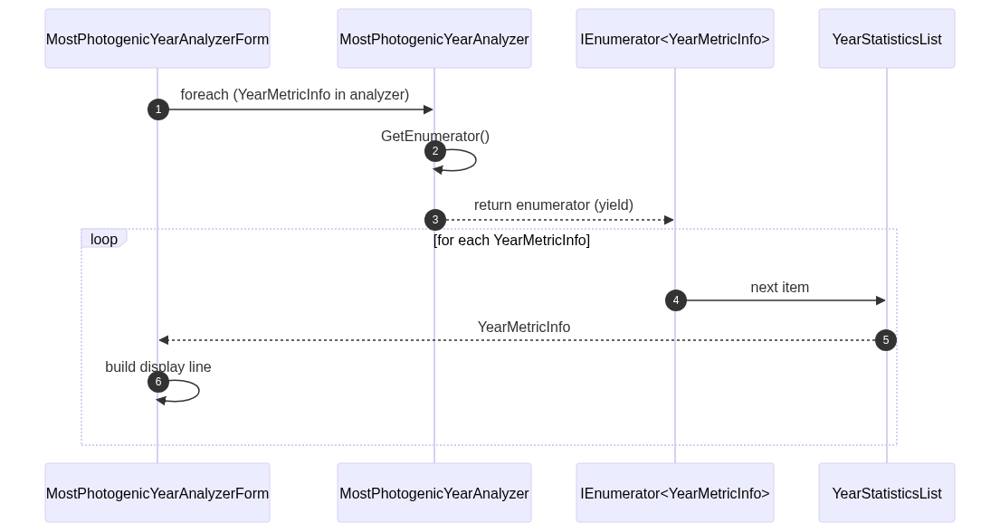 MostPhotogenicYearAnalyzerForm
MostPhotogenicYearAnalyzer
IEnumerator<YearMetricInfo>
YearStatisticsList
foreach (YearMetricInfo in analyzer)
1
GetEnumerator()
2
return enumerator (yield)
3
loop
[for each YearMetricInfo]
next item
4
YearMetricInfo
5
build display line
6
MostPhotogenicYearAnalyzerForm
MostPhotogenicYearAnalyzer
IEnumerator<YearMetricInfo>
YearStatisticsList